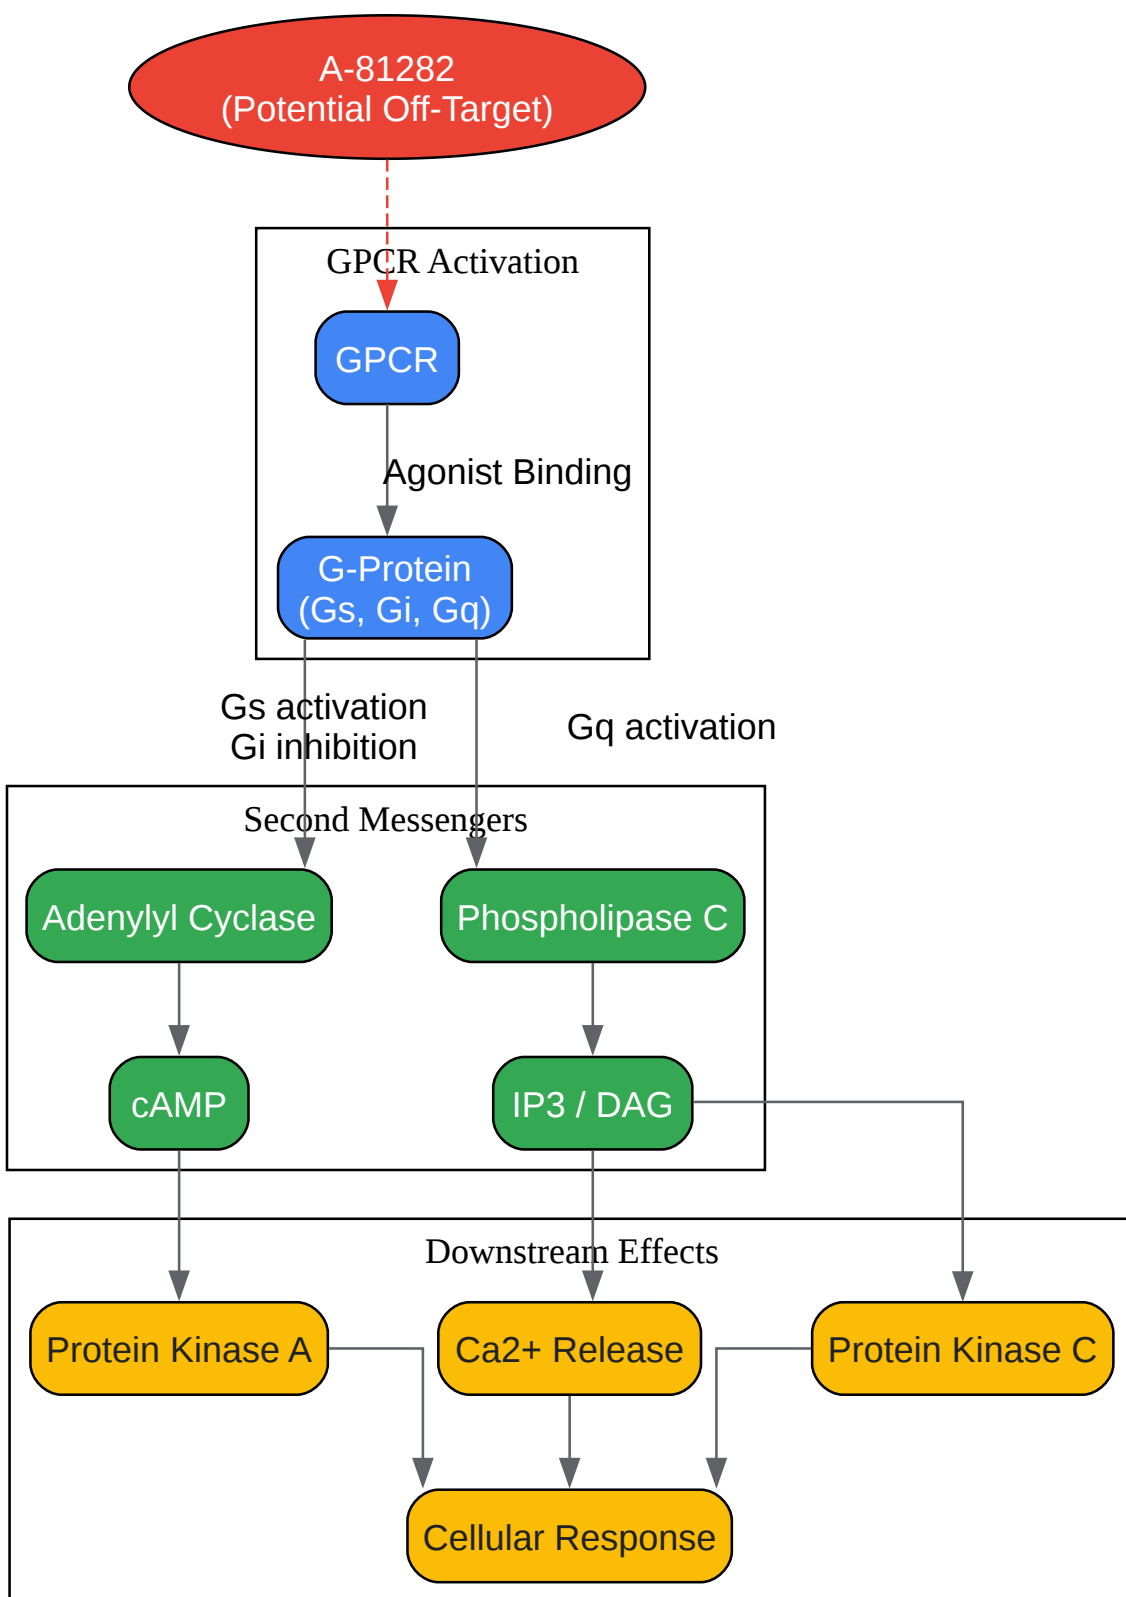 A-81282
(Potential Off-Target)
GPCR Activation
GPCR
Agonist Binding
G-Protein
(Gs, Gi, Gq)
Gs activation
Gi inhibition
Gq activation
Second Messengers
Adenylyl Cyclase
Phospholipase C
cAMP
IP3 / DAG
Downstream Effects
Protein Kinase A
Ca2+ Release
Protein Kinase C
Cellular Response